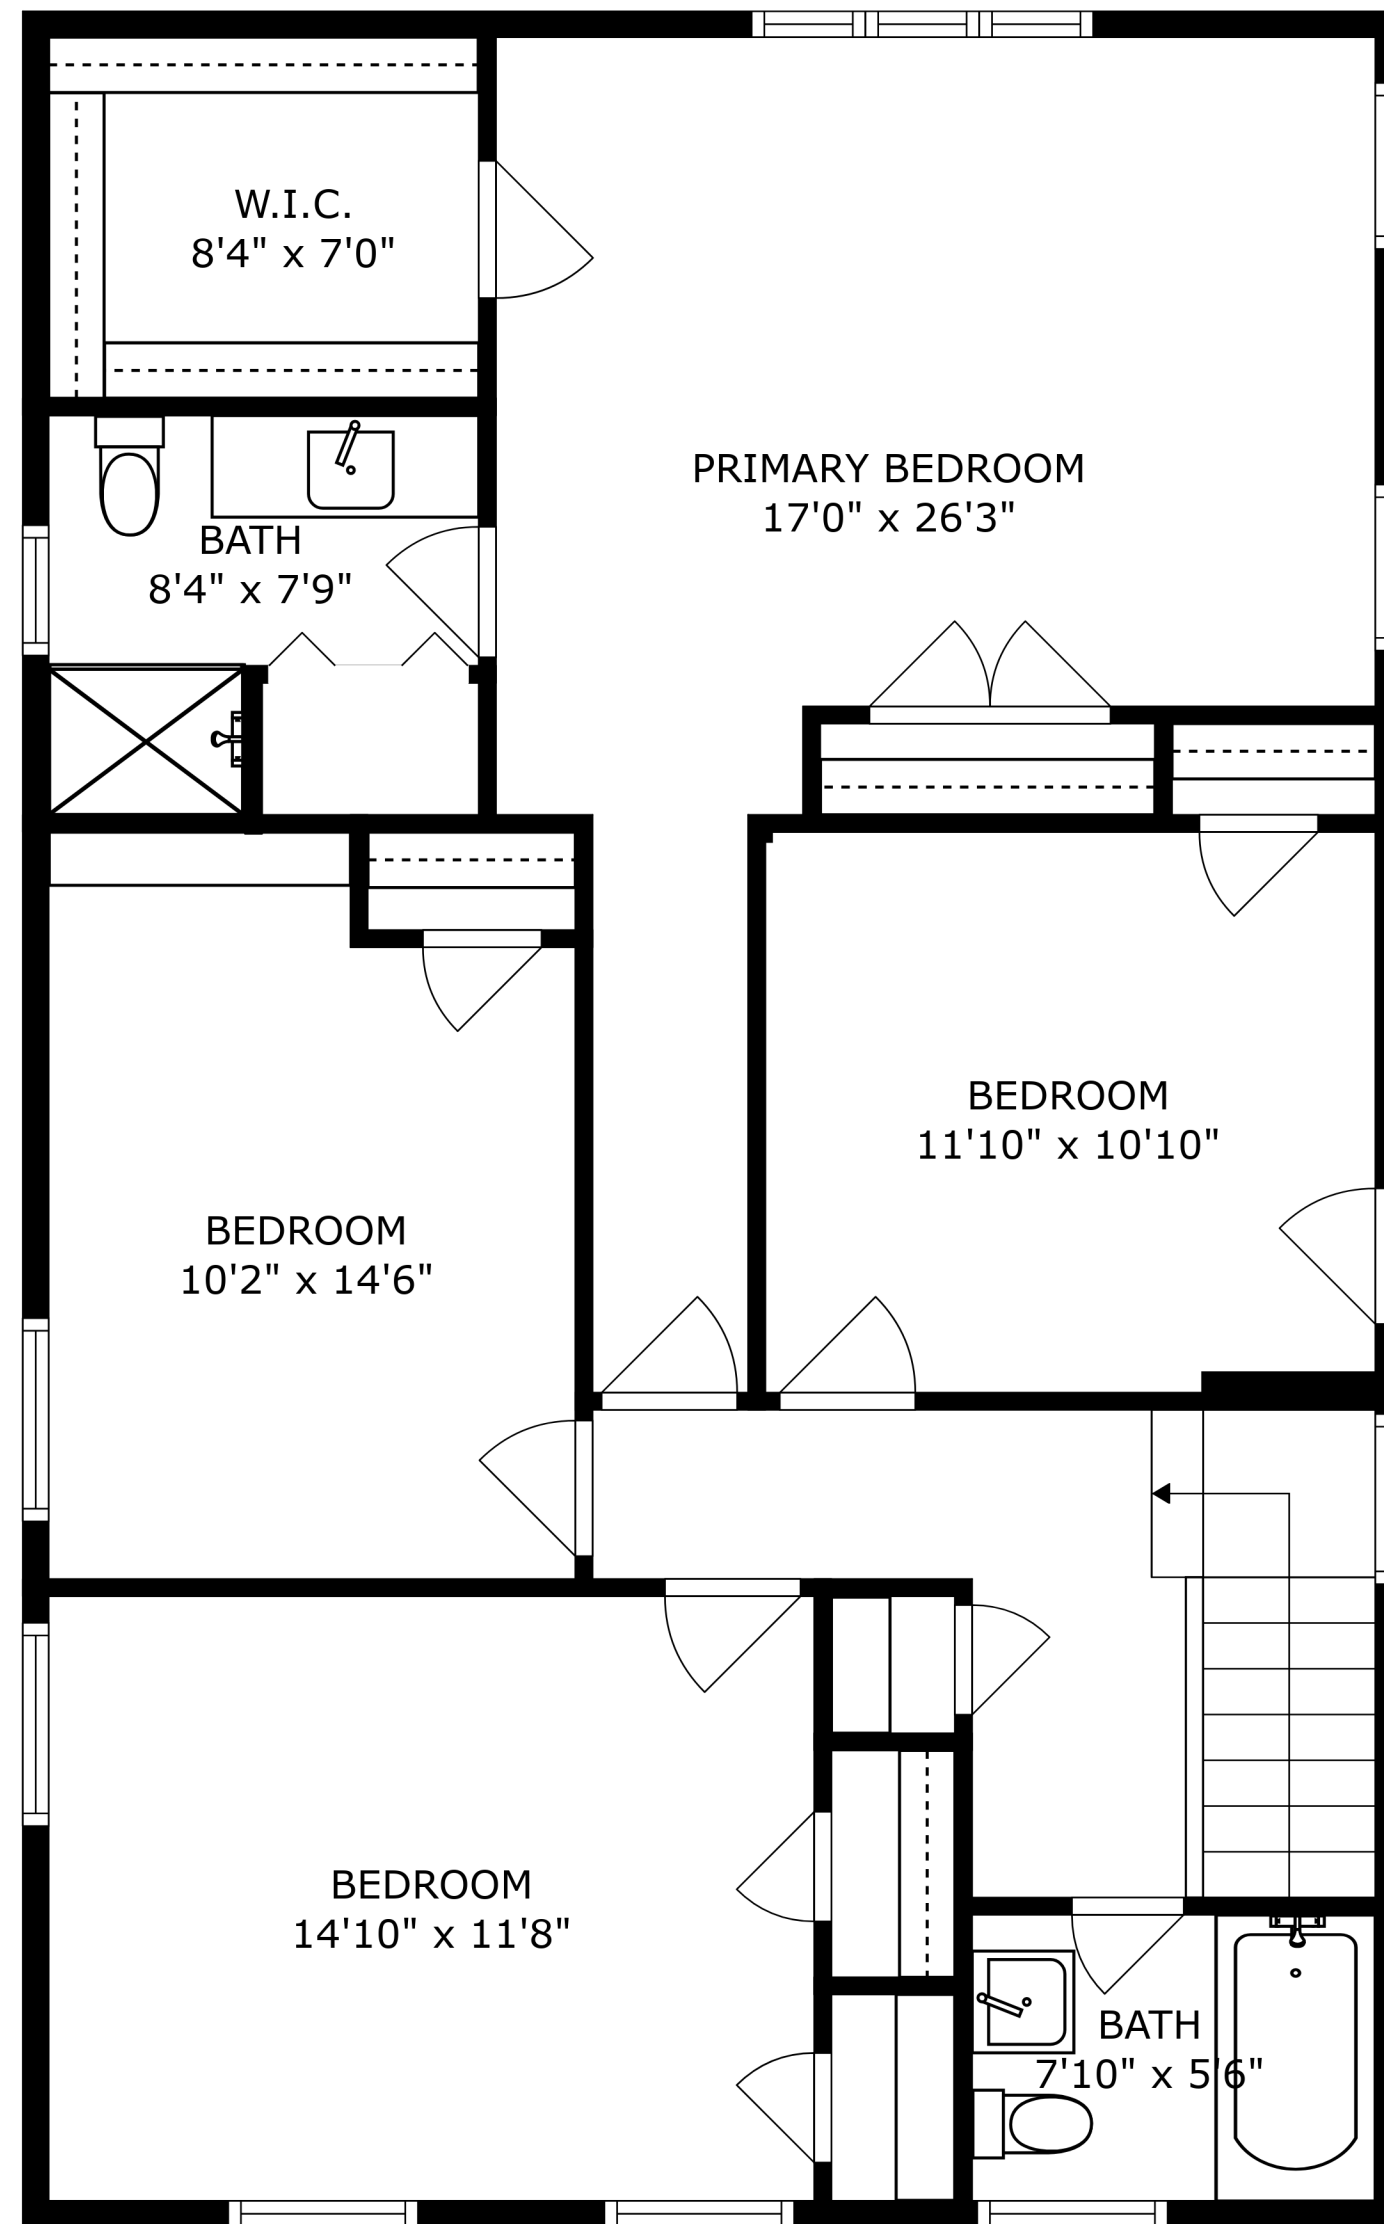 W.I.C.
8'4" x 7'0"
PRIMARY BEDROOM
17'0" x 26'3"
BATH
8'4" x 7'9"
BEDROOM
11'10" x 10'10"
BEDROOM
10'2" x 14'6"
BEDROOM
14'10" x 11'8"
BATH
7'10" x 5'6"